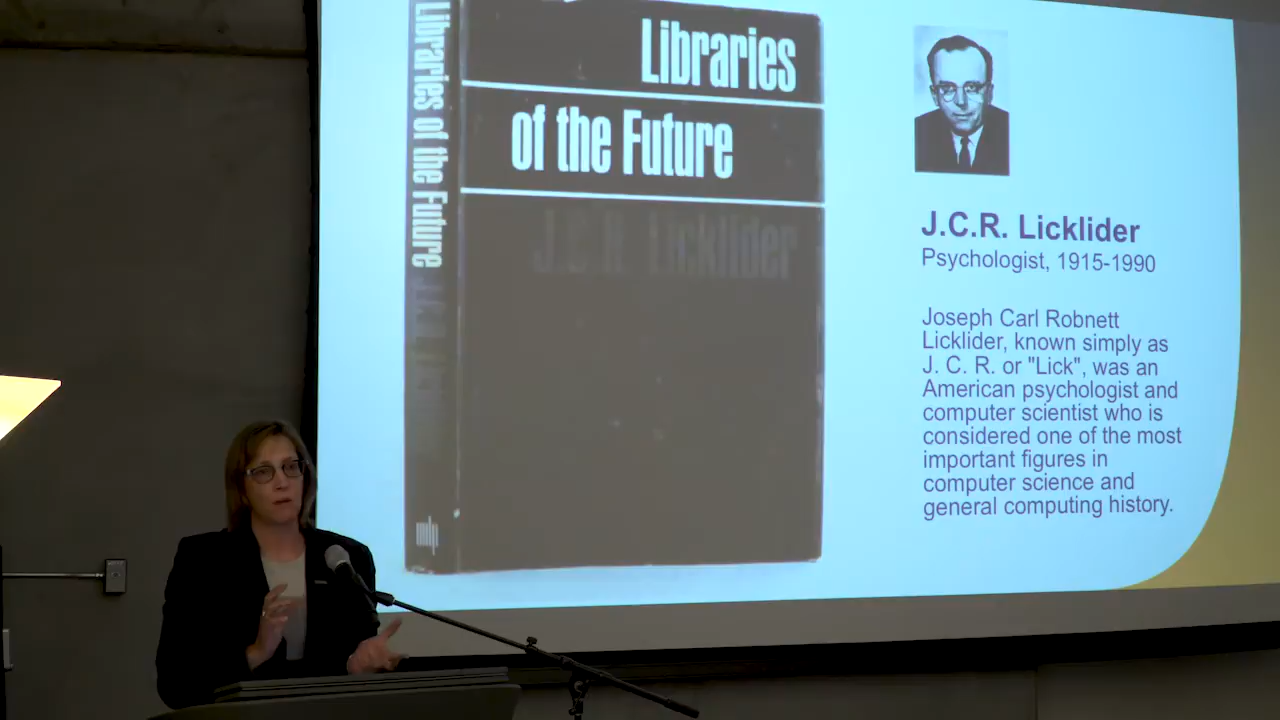 Libraries
of the Future
J.C.R. Licklider
Libraries of the Future
J.C.R. Licklider
Psychologist, 1915-1990
Joseph Carl Robnett
Licklider, known simply as
J. C. R. or "Lick", was an
American psychologist and
computer scientist who is
considered one of the most
important figures in
computer science and
general computing history.